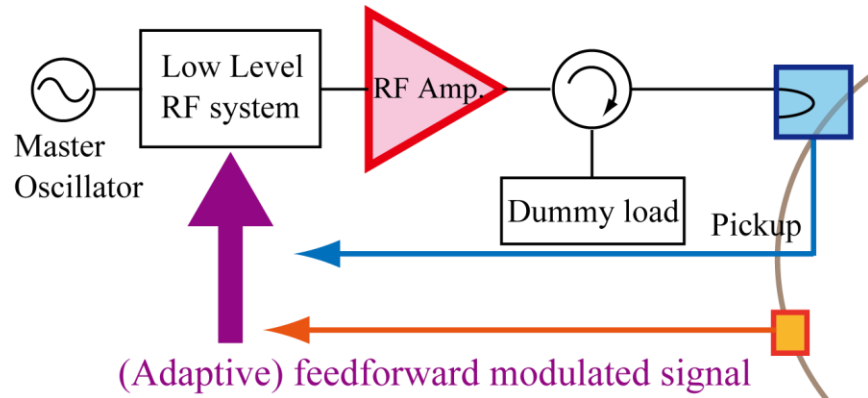 Low Level
RF system
RF Amp.
Master
Oscillator
Dummy load
Pickup
(Adaptive) feedforward modulated signal